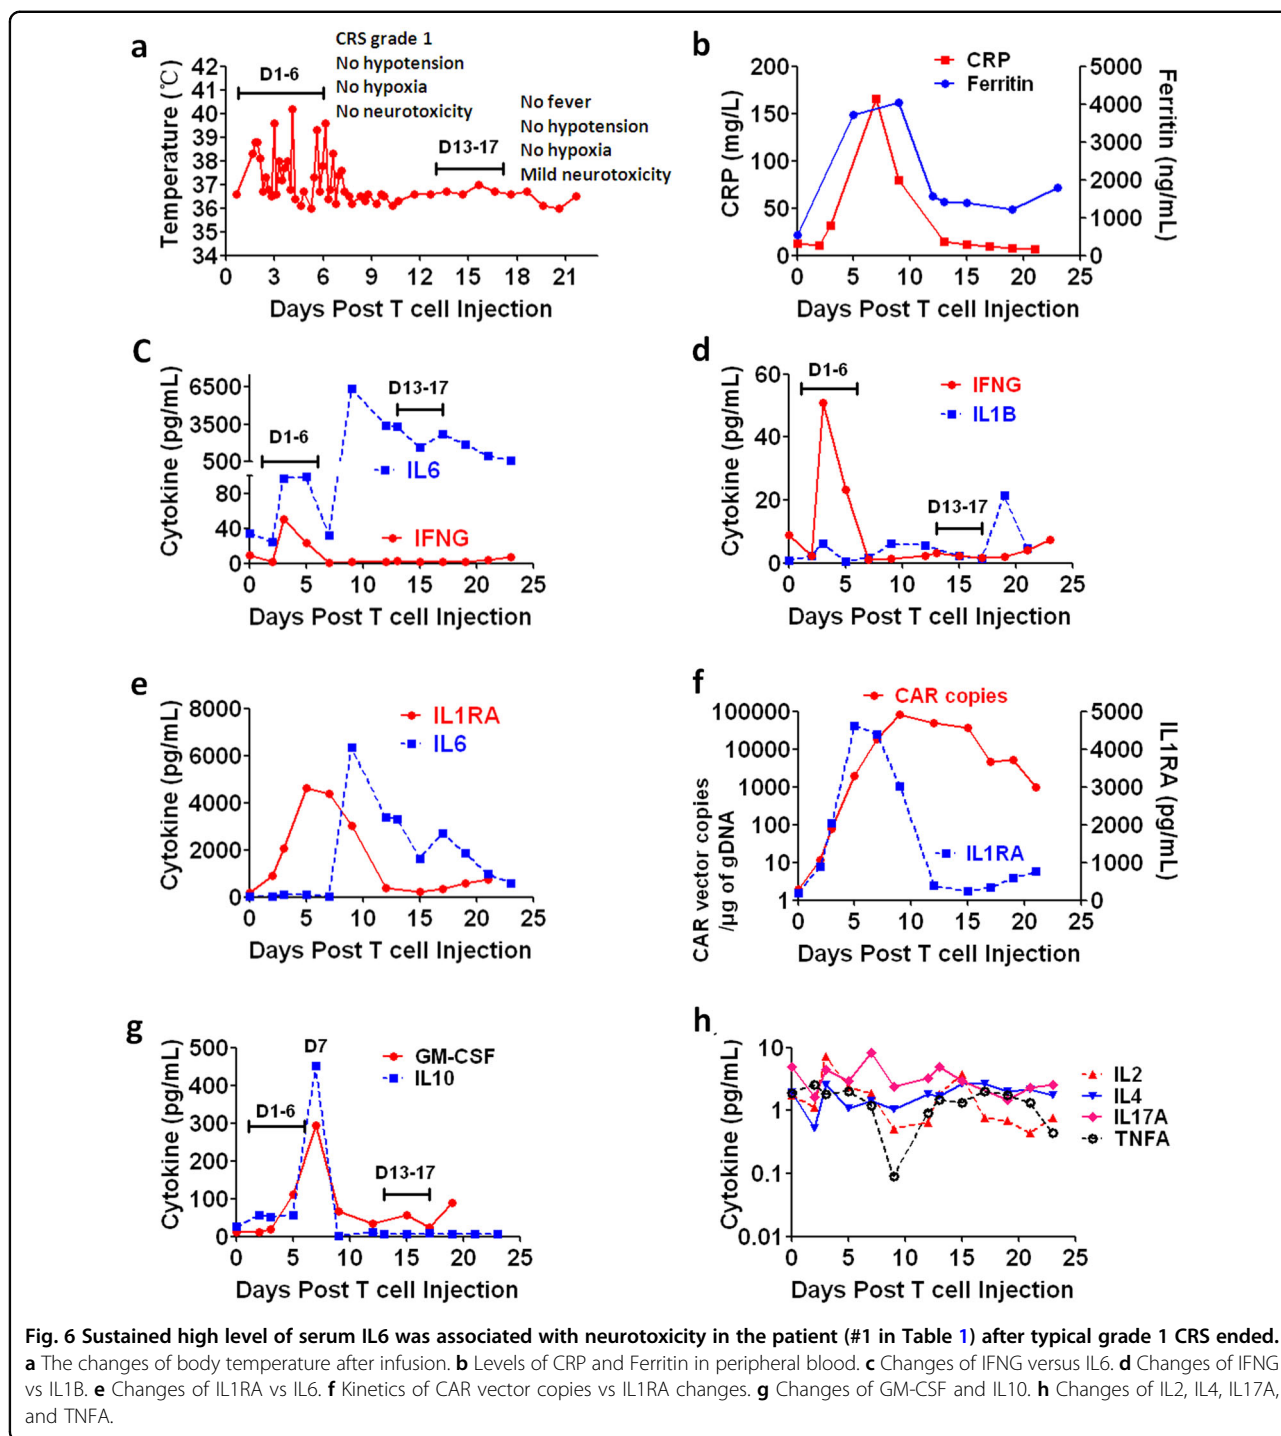 a
CRS grade 1
No hypotension
No hypoxia
No neurotoxicity
D1-6
No fever
No hypotension
No hypoxia
Mild neurotoxicity
D13-17
Temperature (℃)
42
41
40
39
38
37
36
35
34
0 3 6 9 12 15 18 21
Days Post T cell Injection
b
CRP
Ferritin
CRP (mg/L)
200
150
100
50
0
Ferritin (ng/mL)
5000
4000
3000
2000
1000
0
0 5 10 15 20 25
Days Post T cell Injection
C
D1-6
D13-17
IL6
IFNG
Cytokine (pg/mL)
6500
3500
500
80
40
0
0 5 10 15 20 25
Days Post T cell Injection
d
D1-6
IFNG
IL1B
D13-17
Cytokine (pg/mL)
60
40
20
0
0 5 10 15 20 25
Days Post T cell Injection
e
IL1RA
IL6
Cytokine (pg/mL)
8000
6000
4000
2000
0
0 5 10 15 20 25
Days Post T cell Injection
f
CAR copies
IL1RA
CAR vector copies
/µg of gDNA
100000
10000
1000
100
10
1
IL1RA (pg/mL)
5000
4000
3000
2000
1000
0
0 5 10 15 20 25
Days Post T cell Injection
g
D7
GM-CSF
IL10
D1-6
D13-17
Cytokine (pg/mL)
500
400
300
200
100
0
0 5 10 15 20 25
Days Post T cell Injection
h
IL2
IL4
IL17A
TNFA
Cytokine (pg/mL)
10
1
0.1
0.01
0 5 10 15 20 25
Days Post T cell Injection
Fig. 6 Sustained high level of serum IL6 was associated with neurotoxicity in the patient (#1 in Table 1) after typical grade 1 CRS ended.
a The changes of body temperature after infusion. b Levels of CRP and Ferritin in peripheral blood. c Changes of IFNG versus IL6. d Changes of IFNG
vs IL1B. e Changes of IL1RA vs IL6. f Kinetics of CAR vector copies vs IL1RA changes. g Changes of GM-CSF and IL10. h Changes of IL2, IL4, IL17A,
and TNFA.